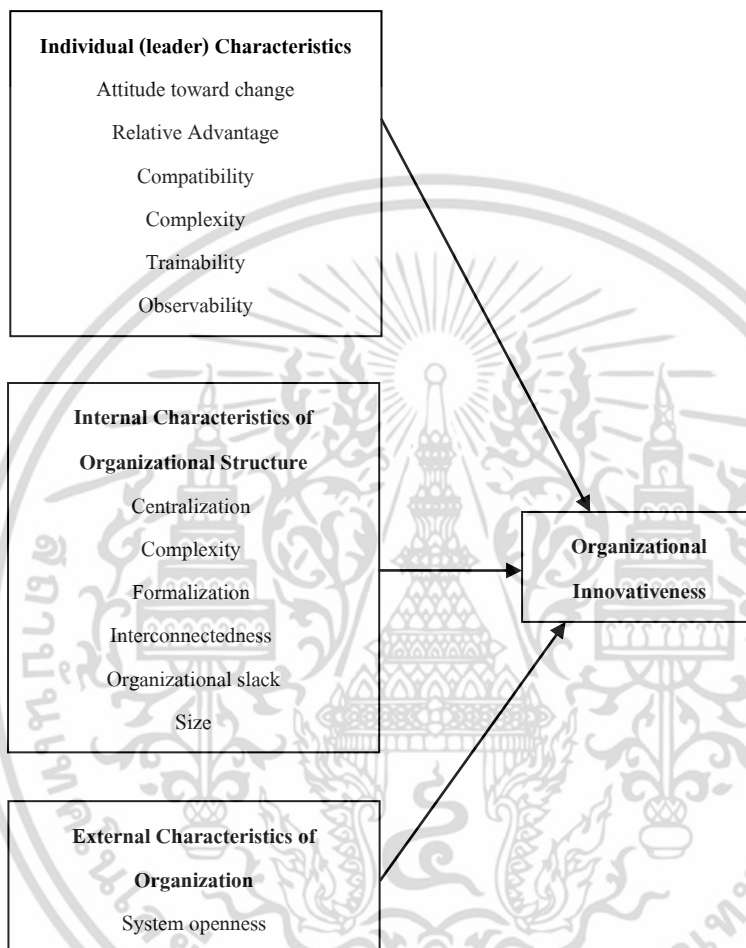 Individual (leader) Characteristics
Attitude toward change
Relative Advantage
Compatibility
Complexity
Trainability
Observability
Internal Characteristics of
Organizational Structure
Centralization
Complexity
Formalization
Interconnectedness
Organizational slack
Size
Organizational
Innovativeness
External Characteristics of
Organization
System openness